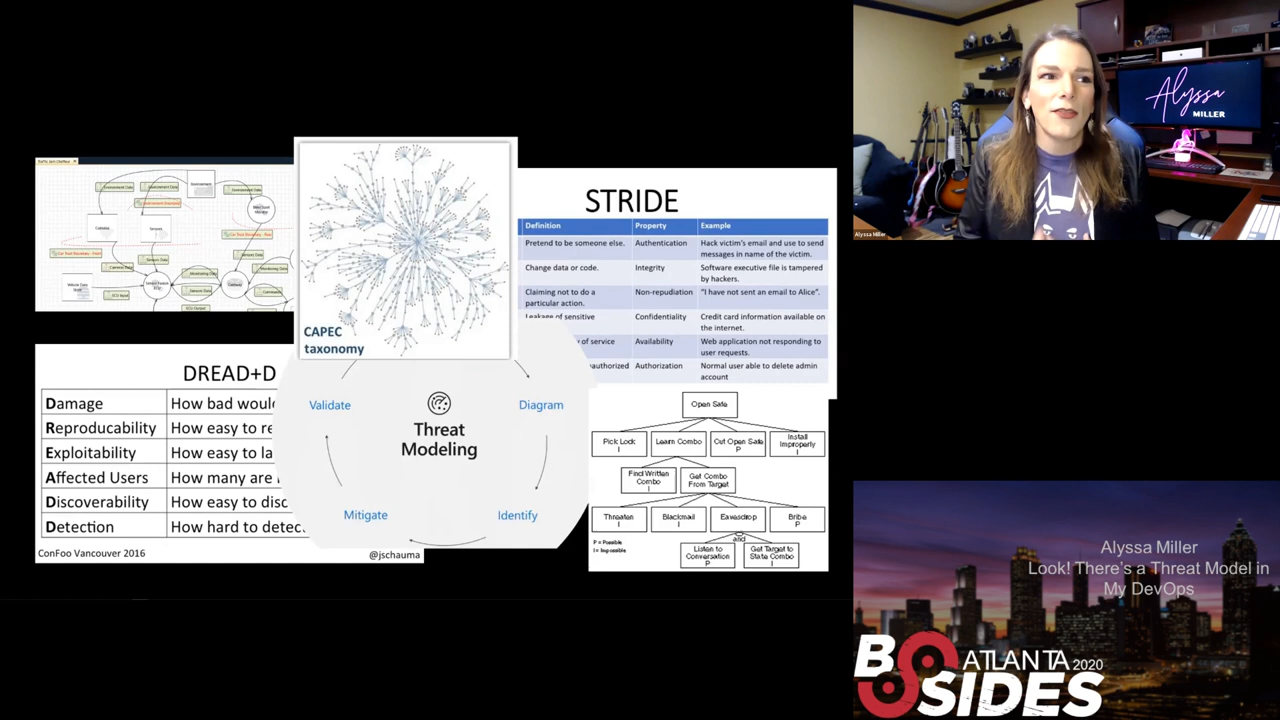 CAPEC
taxonomy
STRIDE
Definition Property Example
Pretend to be someone else. Authentication Hack victim's email and use to send
messages in name of the victim.
Change data or code. Integrity Software executive file is tampered
by hackers.
Claiming not to do a Non-repudiation "I have not sent an email to Alice".
particular action.
Leakage of sensitive Confidentiality Credit card information available on
the internet.
of service Availability Web application not responding to
user requests.
Authorization Normal user able to delete admin
account
DREAD+D
Damage How bad
Reproducability How easy to
Exploitability How easy to
Affected Users How many are
Discoverability How easy to
Detection How hard to
ConFoo Vancouver 2016
@jschauma
Threat
Modeling
Validate
Diagram
Mitigate
Identify
Open Safe
Pick Lock
I
Learn Combo
Cut Open Safe
P
Install
Improperly
I
Find Written
Combo
I
Get Combo
From Target
Threaten
I
Blackmail
I
Eavesdrop
Bribe
P
and
P = Possible
I = Impossible
Listen to
Conversation
P
Get Target to
State Combo
I
Alyssa
MILLER
Alyssa Miller
Alyssa Miller
Look! There's a Threat Model in
My DevOps
BSIDES
ATLANTA 2020